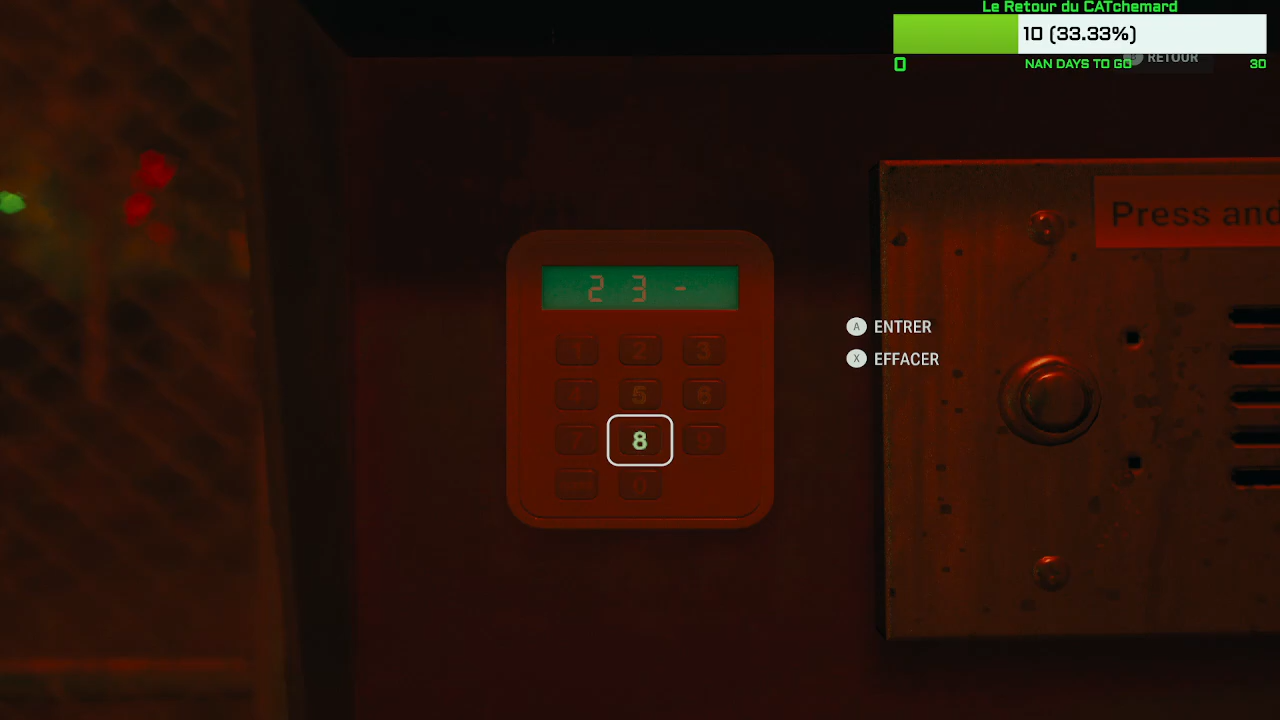 Le Retour du CATchemard
10 (33.33%)
0 NAN DAYS TO GO 30
RETOUR
Press and
2 3 -
ENTRER
EFFACER
A
X
1 2 3
4 5 6
7 8 9
0